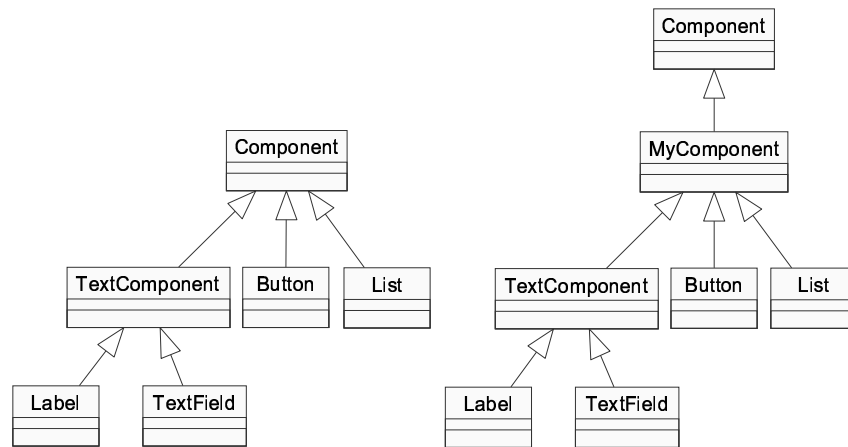 Component
TextComponent
Button
List
Label
TextField
Component
MyComponent
TextComponent
Button
List
Label
TextField